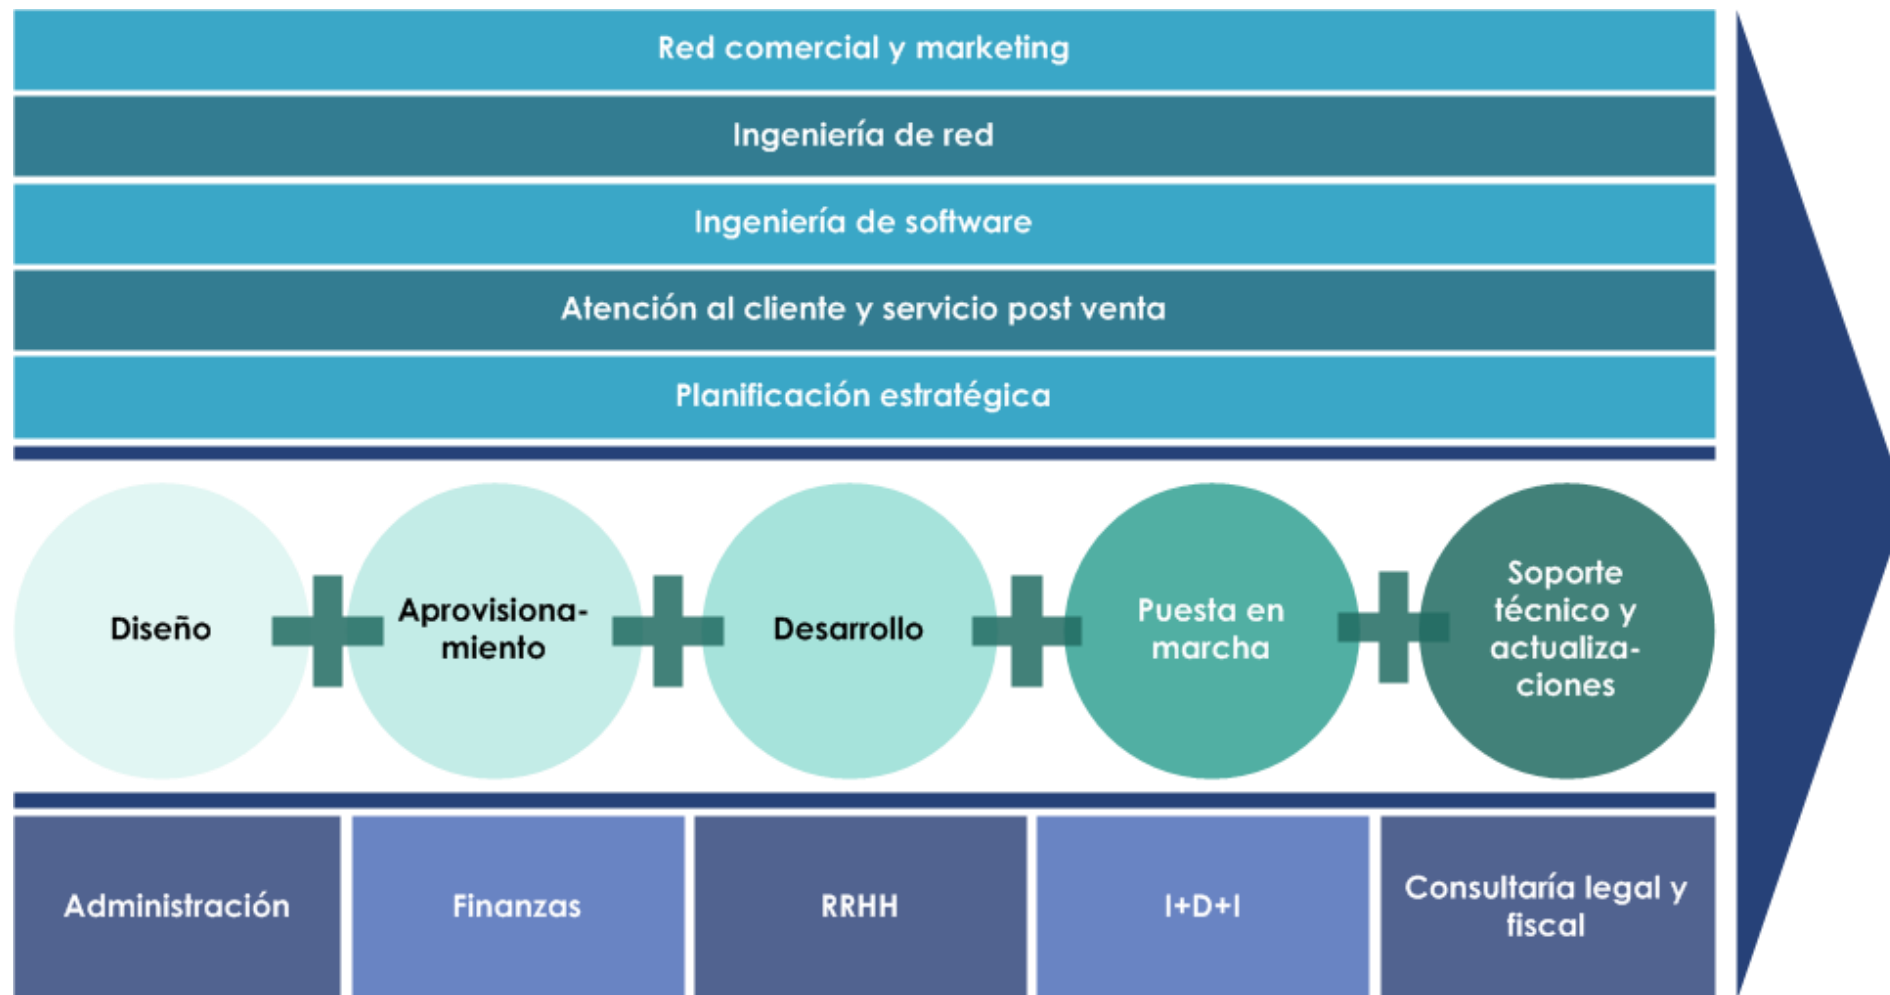 Red comercial y marketing
Ingeniería de red
Ingeniería de software
Atención al cliente y servicio post venta
Planificación estratégica
Diseño
Aprovisiona-
miento
Desarrollo
Puesta en
marcha
Soporte
técnico y
actualiza-
ciones
Administración
Finanzas
RRHH
I+D+I
Consultaría legal y
fiscal